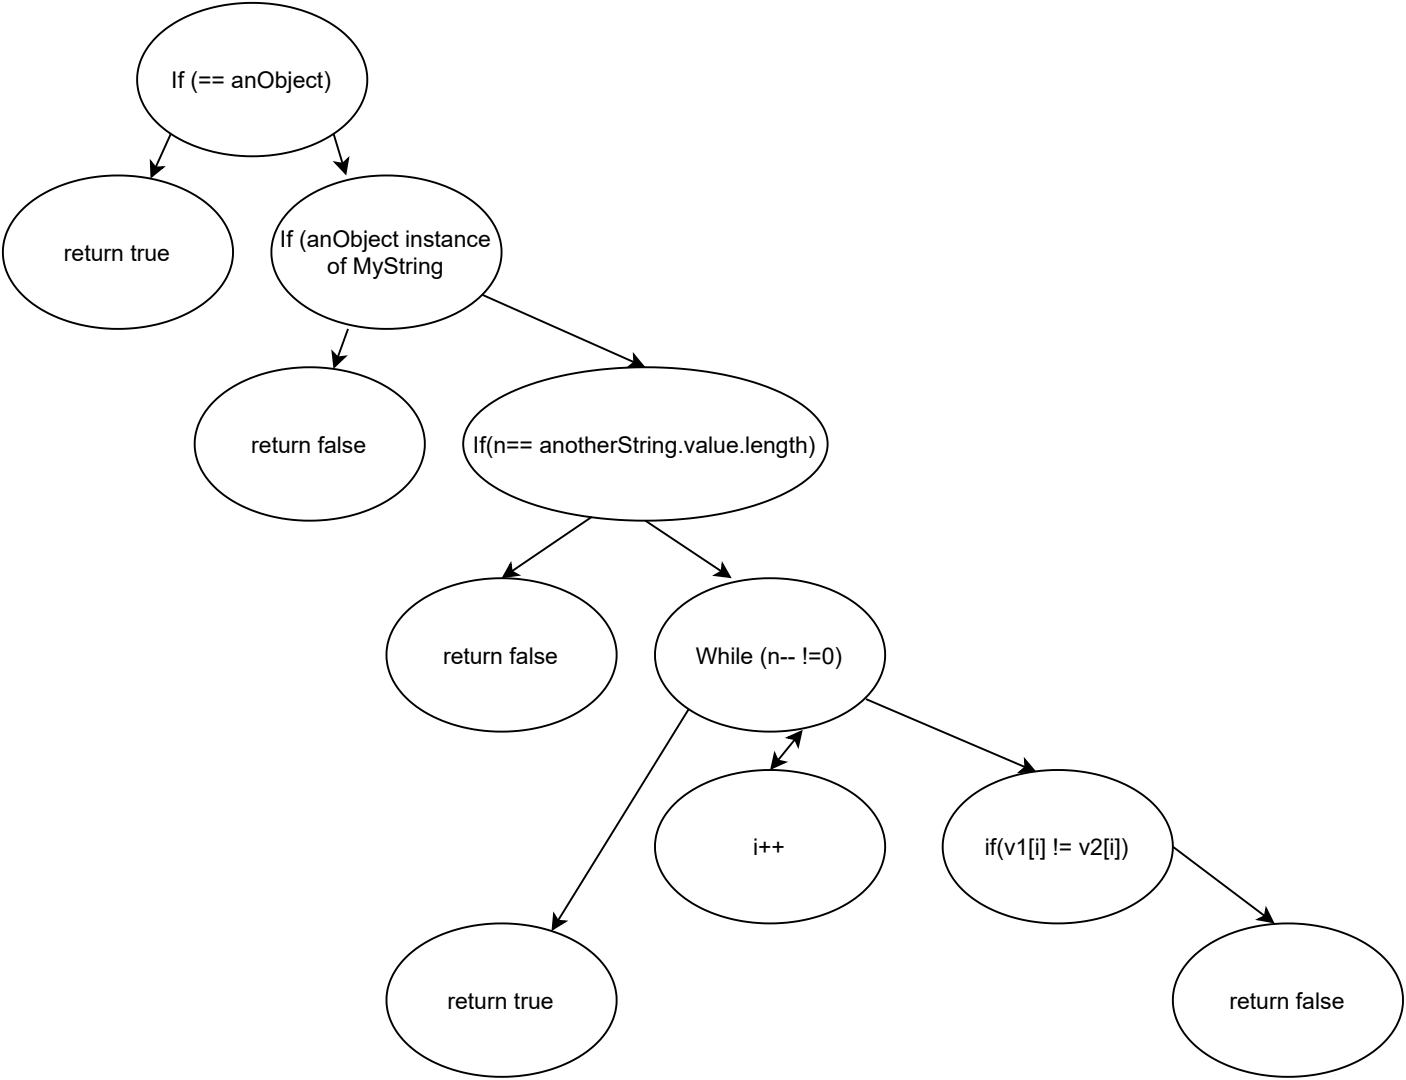 If (== anObject)
return true
If (anObject instance
of MyString
return false
If(n== anotherString.value.length)
return false
While (n-- !=0)
i++
if(v1[i] != v2[i])
return true
return false